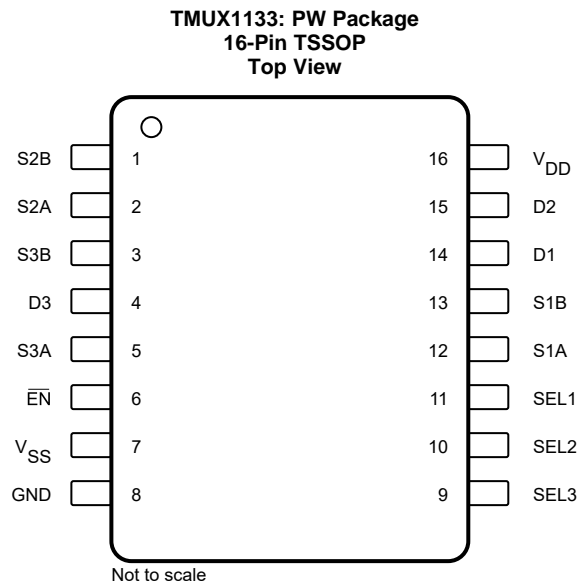 TMUX1133: PW Package
16-Pin TSSOP
Top View
S2B 1 16 VDD
S2A 2 15 D2
S3B 3 14 D1
D3 4 13 S1B
S3A 5 12 S1A
E̅N̅ 6 11 SEL1
VSS 7 10 SEL2
GND 8 9 SEL3
Not to scale